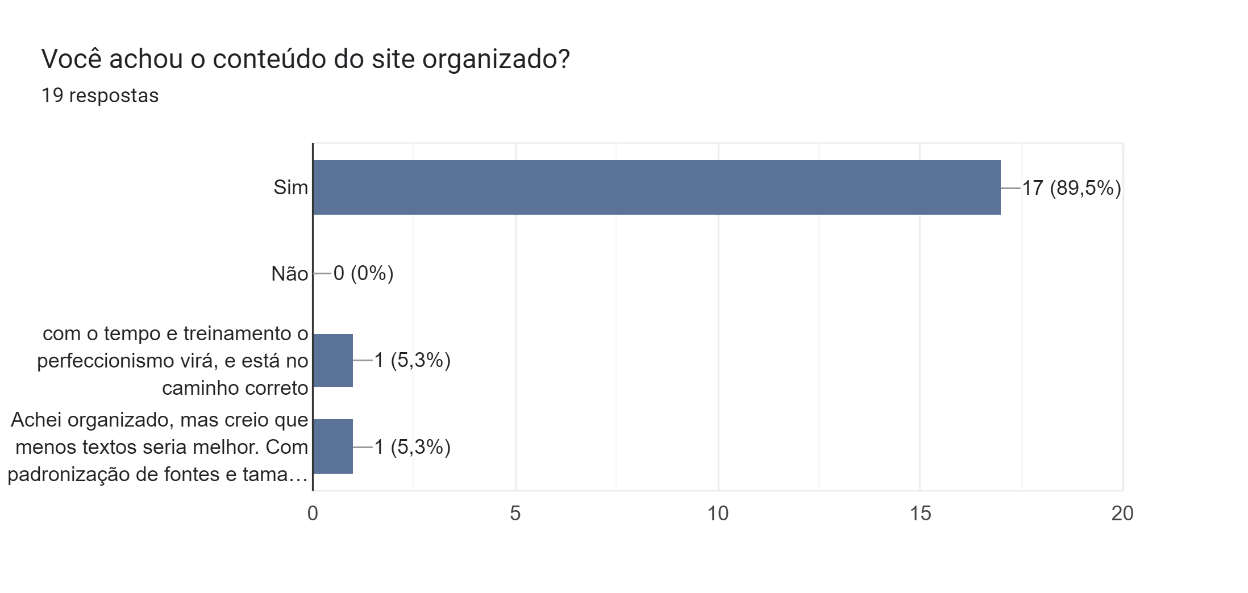 Você achou o conteúdo do site organizado?
19 respostas
Sim
17 (89,5%)
Não
0 (0%)
com o tempo e treinamento o
perfeccionismo virá, e está no
caminho correto
1 (5,3%)
Achei organizado, mas creio que
menos textos seria melhor. Com
padronização de fontes e tama…
1 (5,3%)
0 5 10 15 20